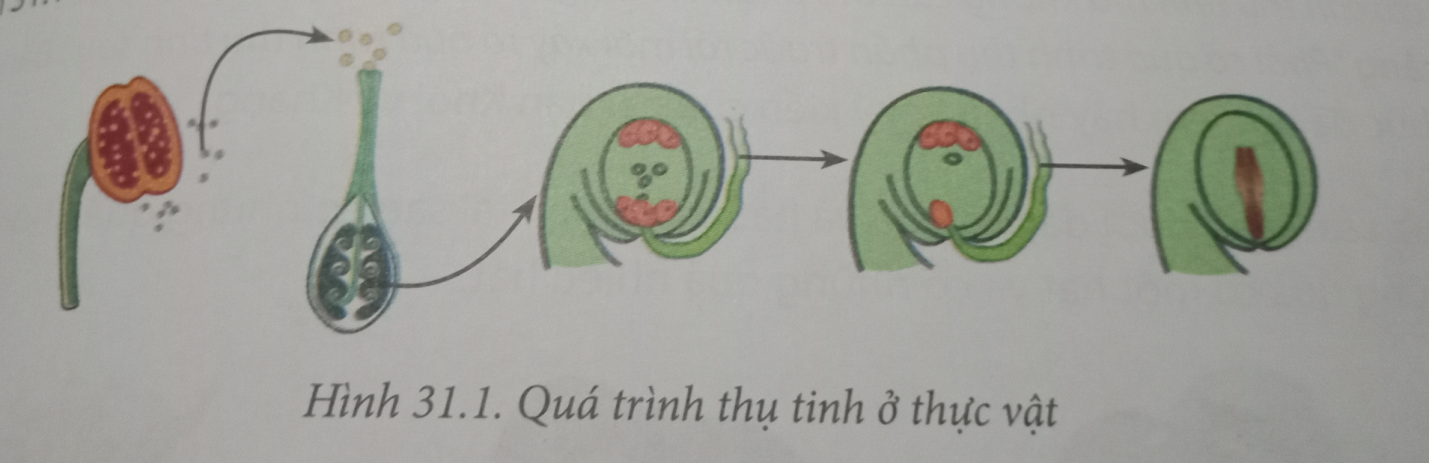 Hình 31.1. Quá trình thụ tinh ở thực vật